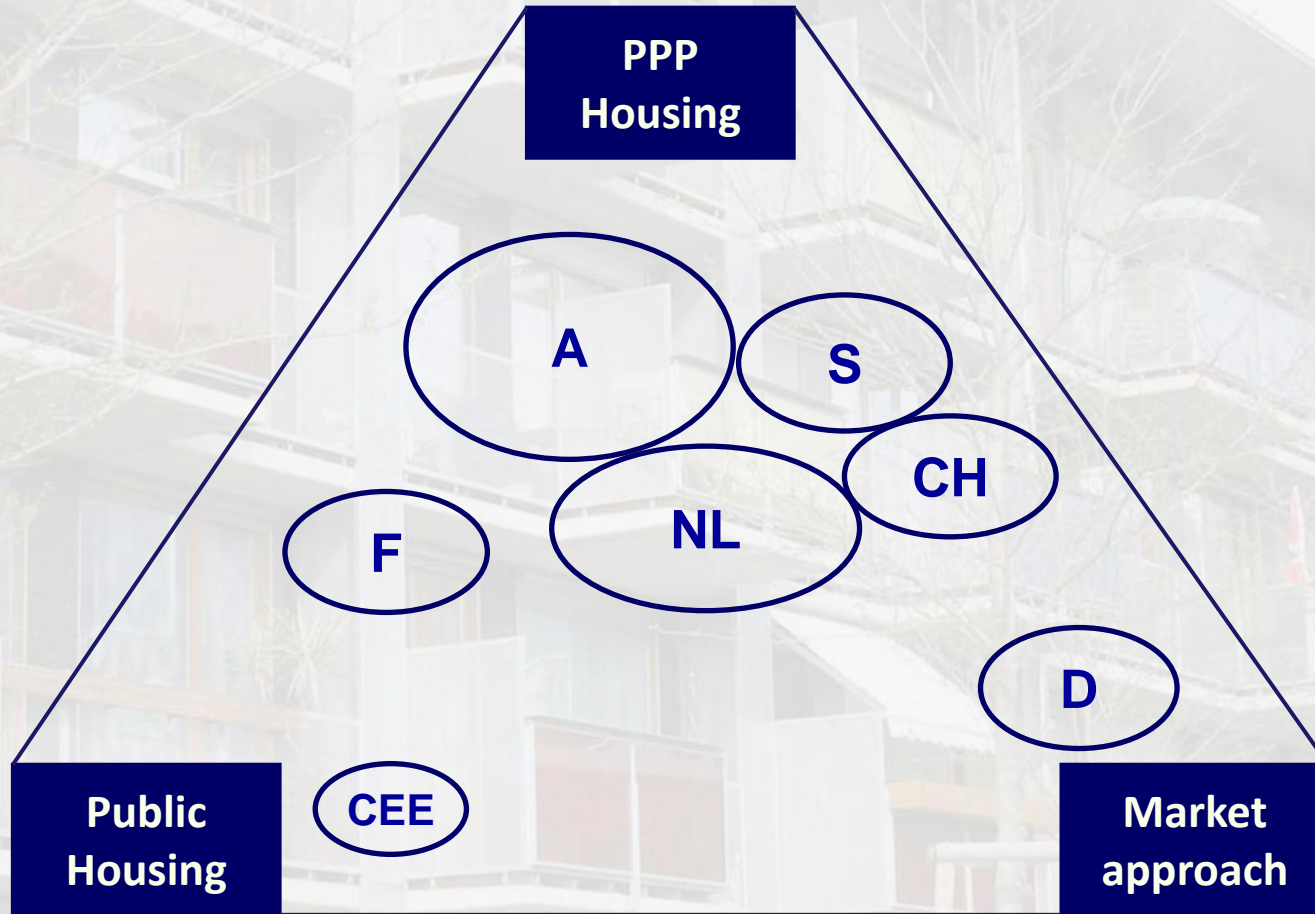 PPP
Housing
A
S
CH
NL
F
D
CEE
Public
Housing
Market
approach